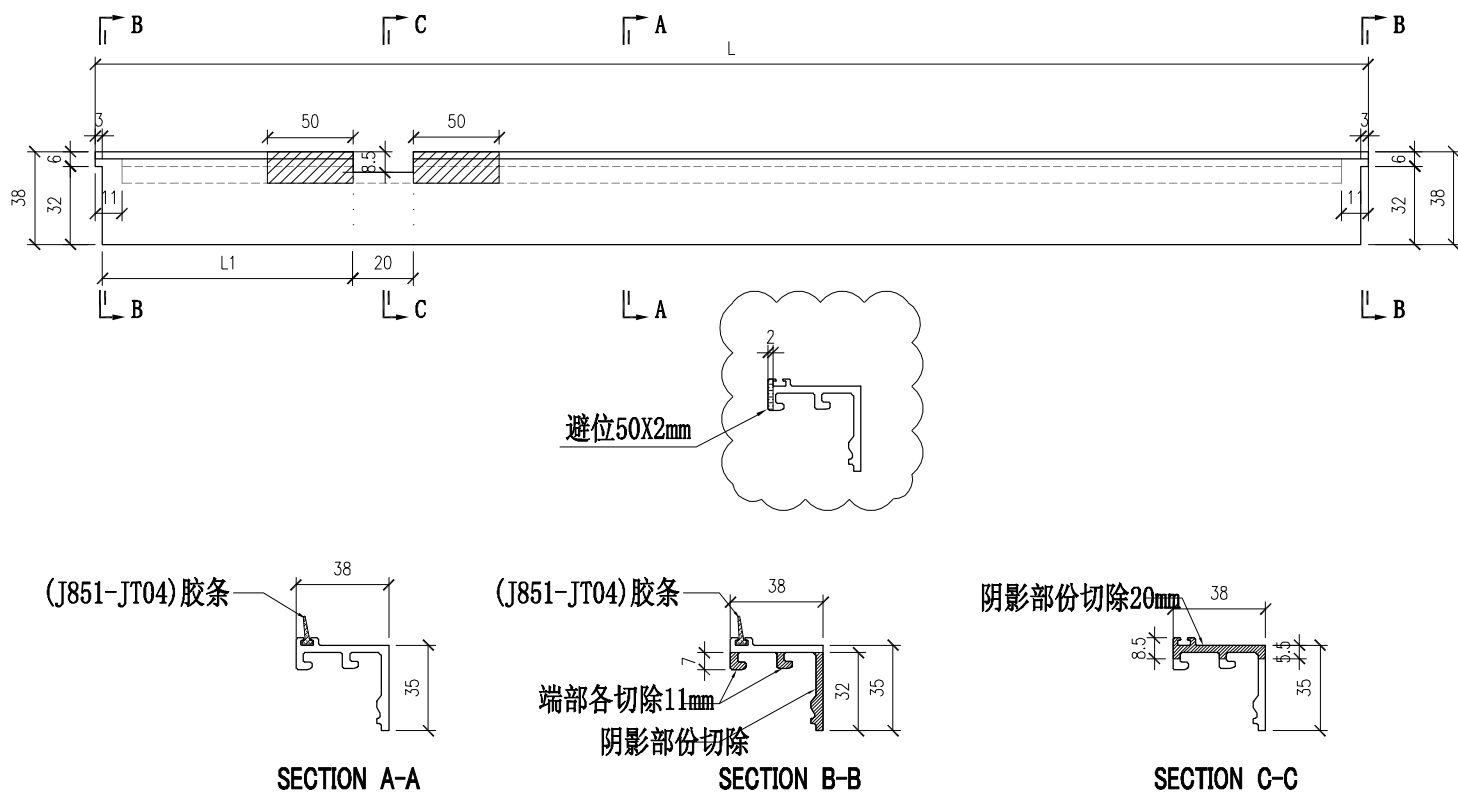 B C A B
L
3 50 50 3
6 8.5 6
38 32 11 11 32 38
L1 20
B C A B
2
避位50X2mm
(J851-JT04)胶条 38
35
SECTION A-A
(J851-JT04)胶条 38
7 32 35
端部各切除11mm
阴影部份切除
SECTION B-B
阴影部份切除20mm 38
8.5 5.5 35
SECTION C-C